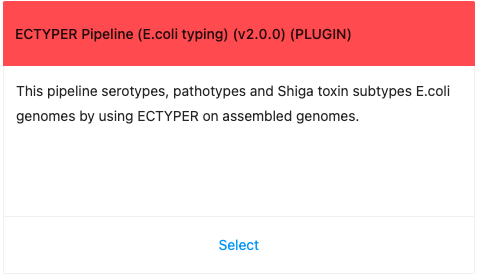 ECTYPER Pipeline (E.coli typing) (v2.0.0) (PLUGIN)
This pipeline serotypes, pathotypes and Shiga toxin subtypes E.coli
genomes by using ECTYPER on assembled genomes.
Select